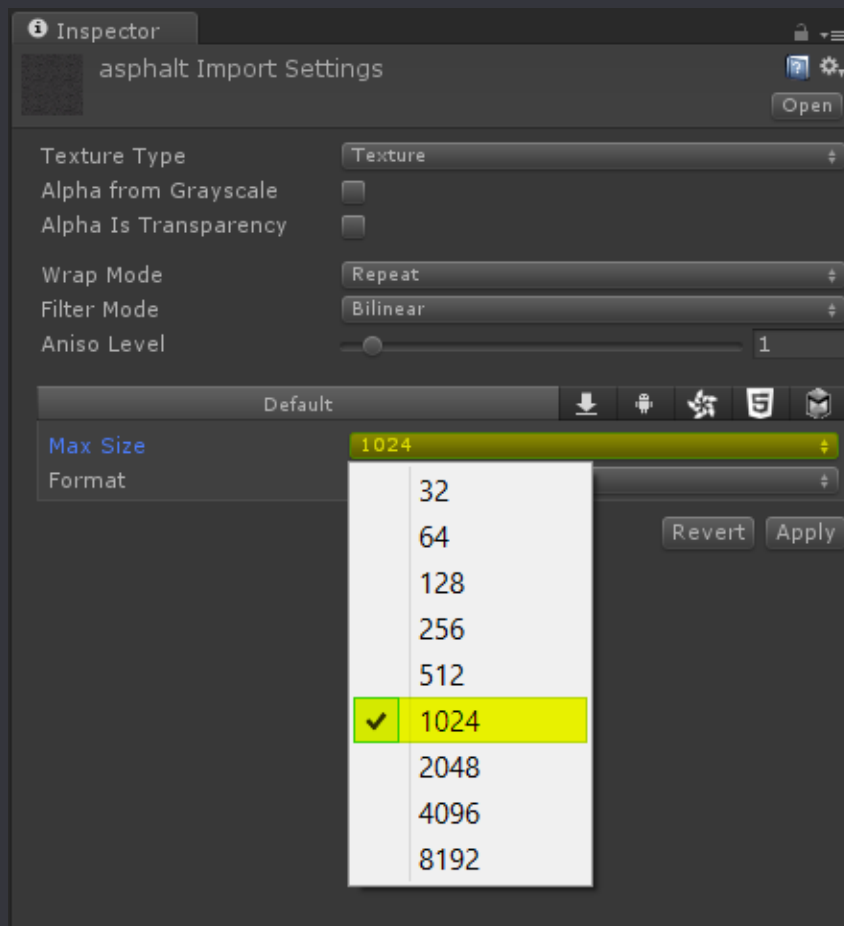 Inspector
asphalt Import Settings
Open
Texture Type Texture
Alpha from Grayscale
Alpha Is Transparency
Wrap Mode Repeat
Filter Mode Bilinear
Aniso Level 1
Default 5
Max Size 1024
Format
32
64
128
256
512
1024
2048
4096
8192
Revert Apply